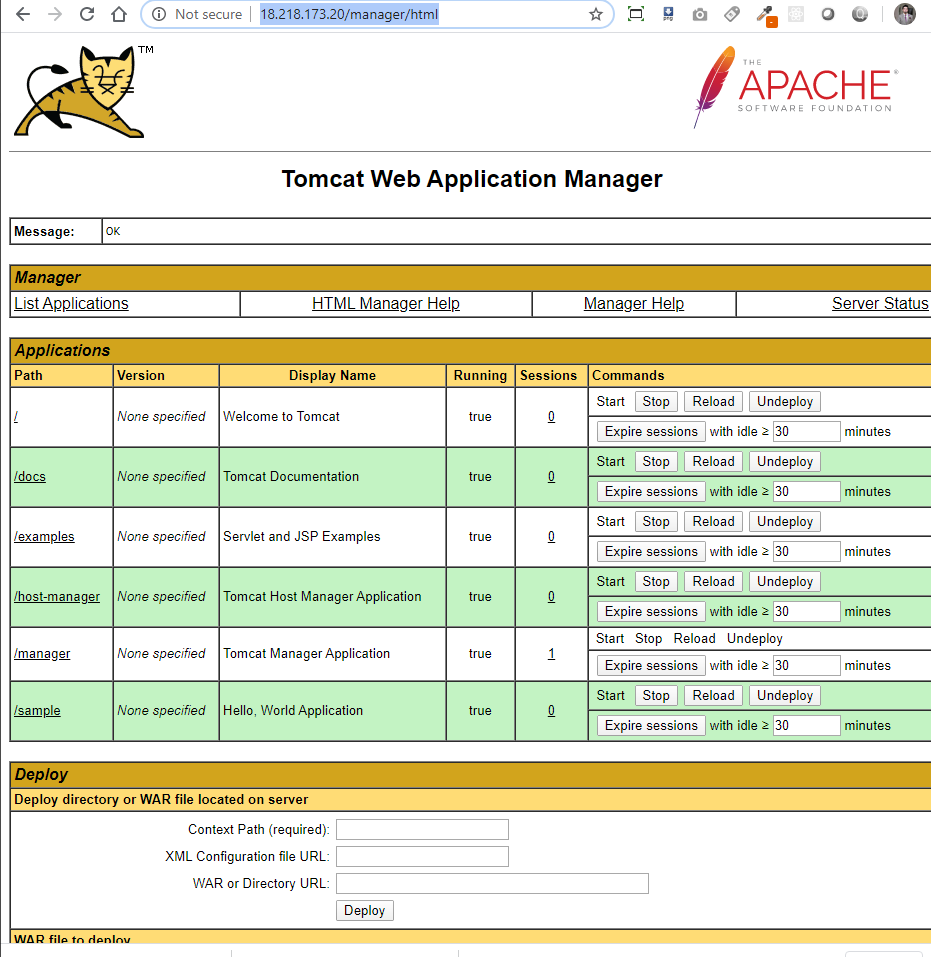 Not secure | 18.218.173.20/manager/html
TM
THE
APACHE®
SOFTWARE FOUNDATION
Tomcat Web Application Manager
Message: OK
Manager
List Applications HTML Manager Help Manager Help Server Status
Applications
Path Version Display Name Running Sessions Commands
/ None specified Welcome to Tomcat true 0 Start Stop Reload Undeploy
Expire sessions with idle ≥ 30 minutes
/docs None specified Tomcat Documentation true 0 Start Stop Reload Undeploy
Expire sessions with idle ≥ 30 minutes
/examples None specified Servlet and JSP Examples true 0 Start Stop Reload Undeploy
Expire sessions with idle ≥ 30 minutes
/host-manager None specified Tomcat Host Manager Application true 0 Start Stop Reload Undeploy
Expire sessions with idle ≥ 30 minutes
/manager None specified Tomcat Manager Application true 1 Start Stop Reload Undeploy
Expire sessions with idle ≥ 30 minutes
/sample None specified Hello, World Application true 0 Start Stop Reload Undeploy
Expire sessions with idle ≥ 30 minutes
Deploy
Deploy directory or WAR file located on server
Context Path (required):
XML Configuration file URL:
WAR or Directory URL:
Deploy
WAR file to deploy